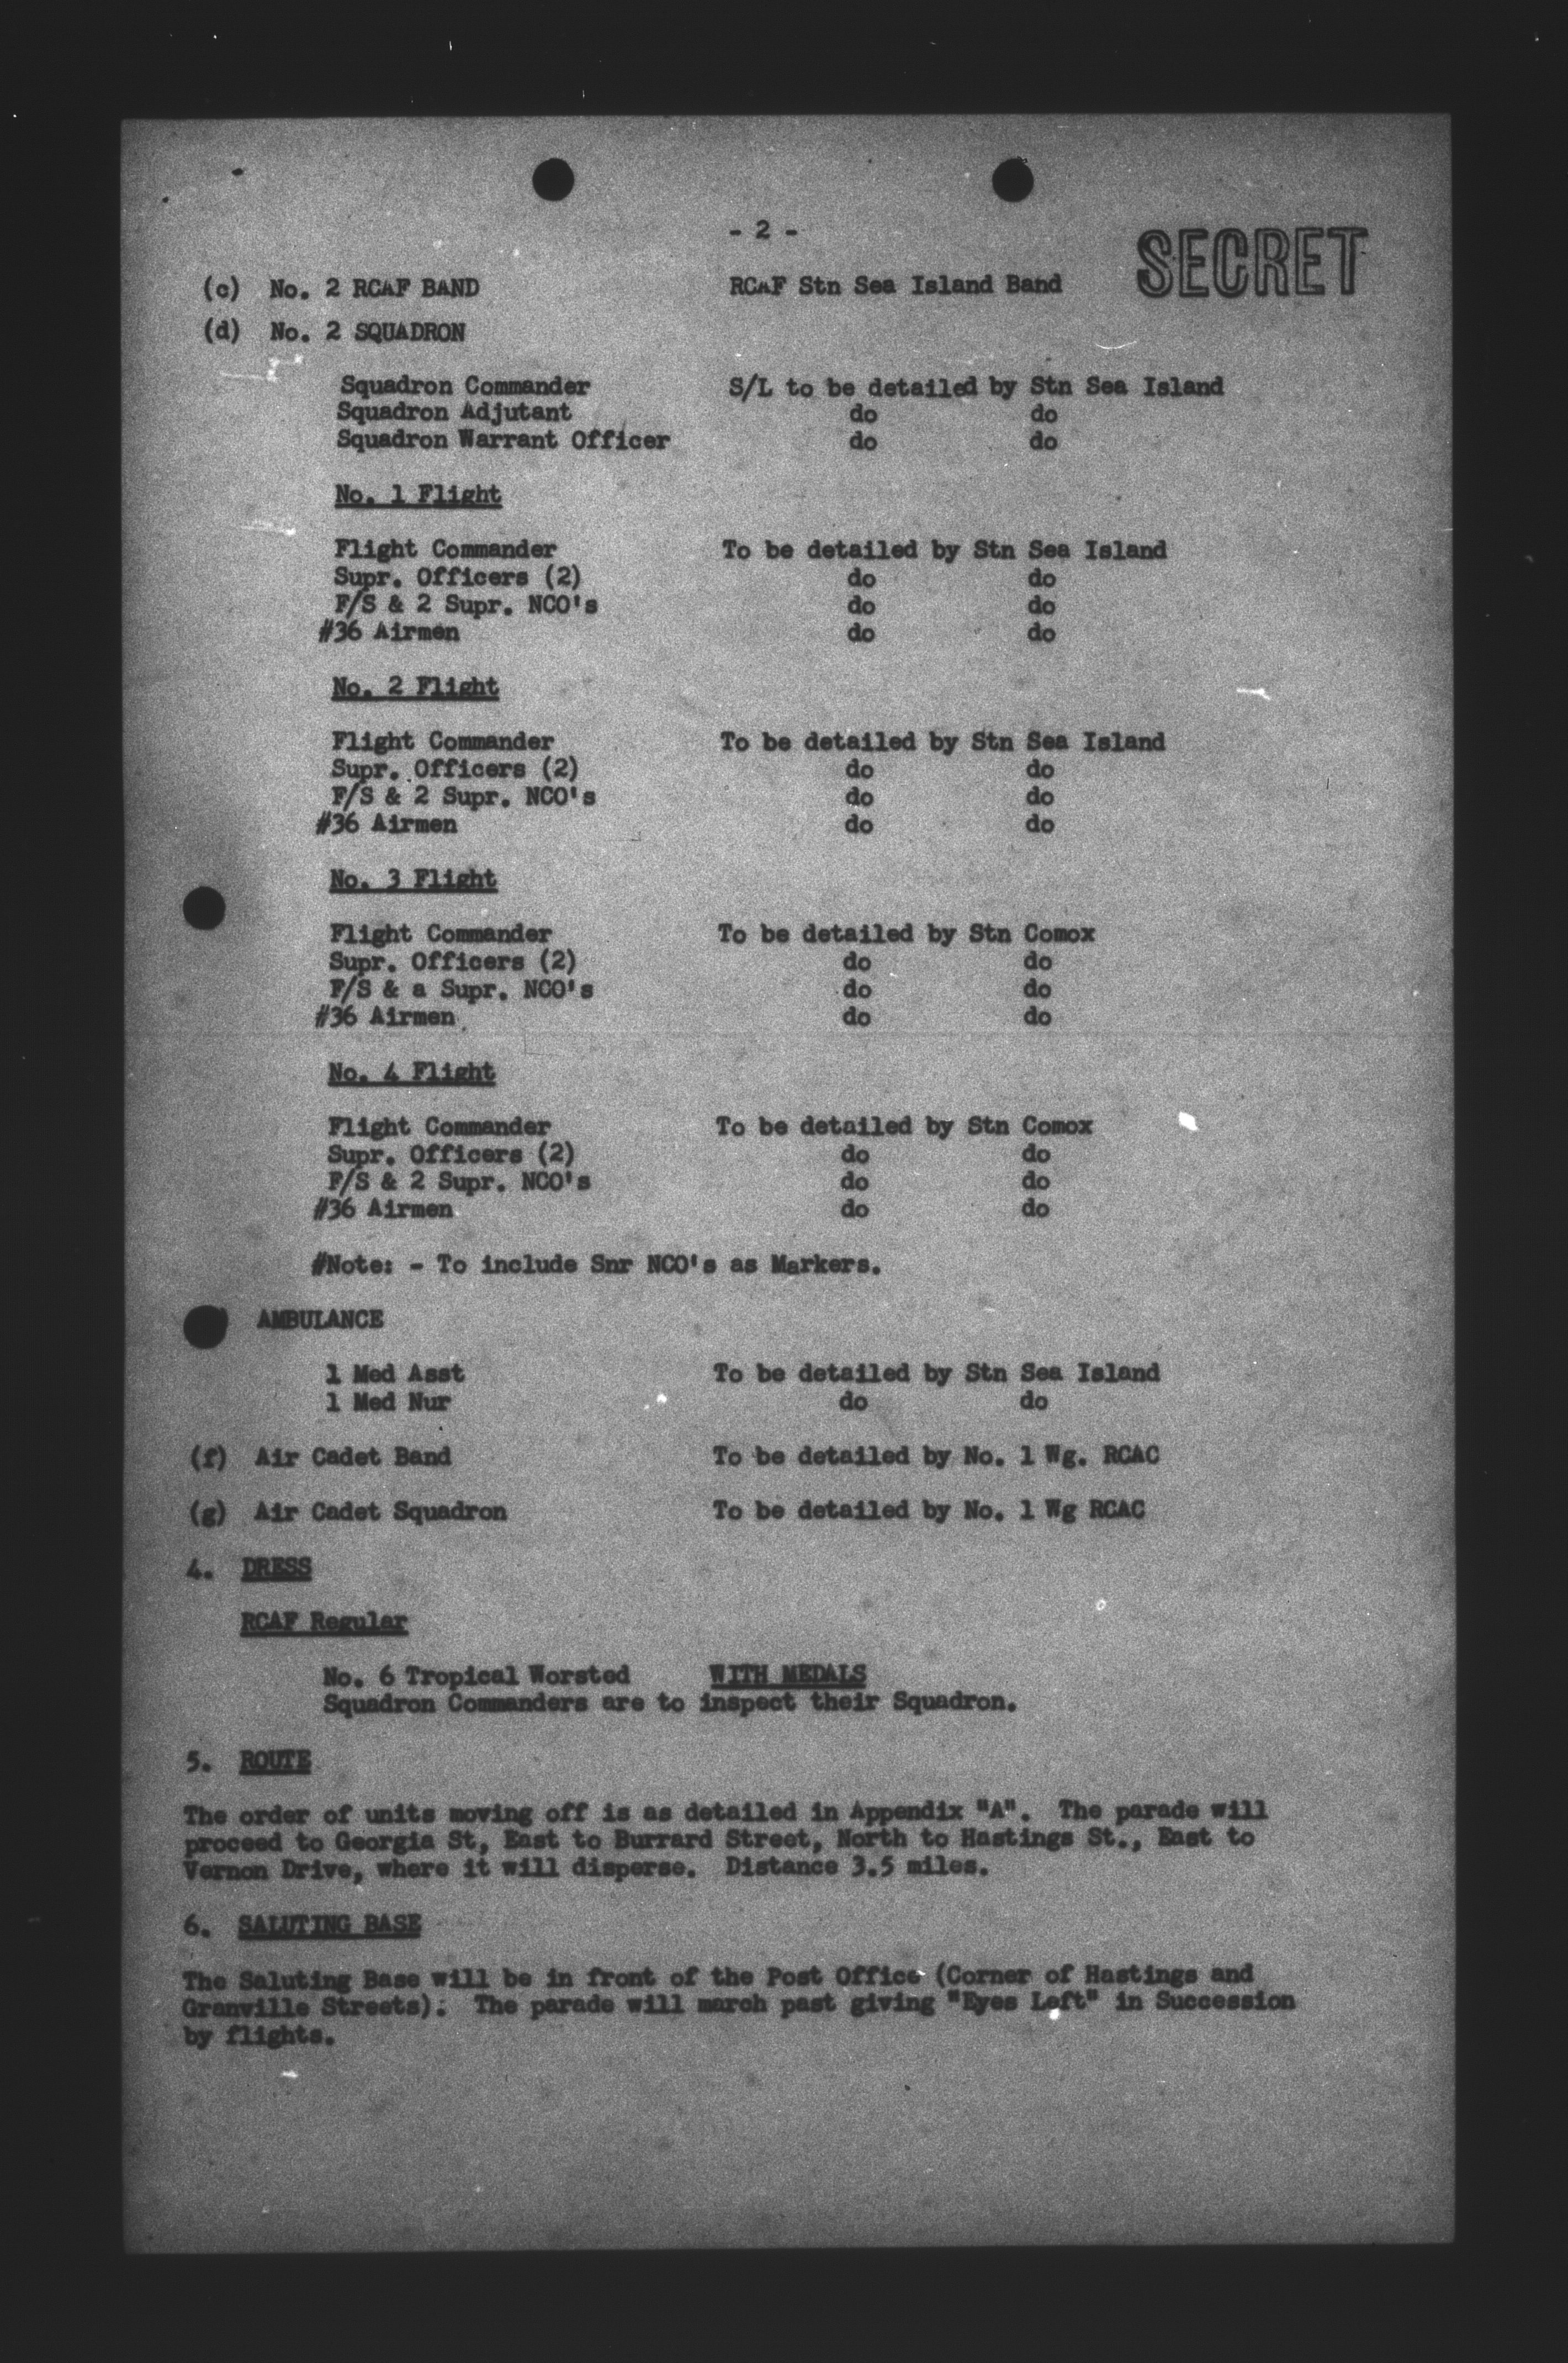 - 2 -
SECRET
(c) No. 2 RCAF BAND RCAF Stn Sea Island Band
(d) No. 2 SQUADRON
Squadron Commander S/L to be detailed by Stn Sea Island
Squadron Adjutant do do
Squadron Warrant Officer do do
No. 1 Flight
Flight Commander To be detailed by Stn Sea Island
Supr. Officers (2) do do
F/S & 2 Supr. NCO's do do
#36 Airmen do do
No. 2 Flight
Flight Commander To be detailed by Stn Sea Island
Supr. Officers (2) do do
F/S & 2 Supr. NCO's do do
#36 Airmen do do
No. 3 Flight
Flight Commander To be detailed by Stn Comox
Supr. Officers (2) do do
F/S & a Supr. NCO's do do
#36 Airmen do do
No. 4 Flight
Flight Commander To be detailed by Stn Comox
Supr. Officers (2) do do
F/S & 2 Supr. NCO's do do
#36 Airmen do do
#Note: - To include Snr NCO's as Markers.
AMBULANCE
1 Med Asst To be detailed by Stn Sea Island
1 Med Nur do do
(f) Air Cadet Band To be detailed by No. 1 Wg. RCAC
(g) Air Cadet Squadron To be detailed by No. 1 Wg RCAC
4. DRESS
RCAF Regular
No. 6 Tropical Worsted WITH MEDALS
Squadron Commanders are to inspect their Squadron.
5. ROUTE
The order of units moving off is as detailed in Appendix "A". The parade will
proceed to Georgia St, East to Burrard Street, North to Hastings St., East to
Vernon Drive, where it will disperse. Distance 3.5 miles.
6. SALUTING BASE
The Saluting Base will be in front of the Post Office (Corner of Hastings and
Granville Streets). The parade will march past giving "Eyes Left" in Succession
by flights.